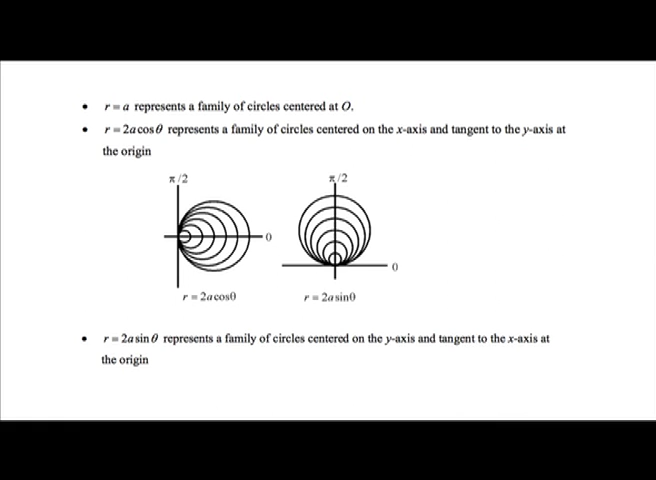 • r = a represents a family of circles centered at O.
• r = 2a cos θ represents a family of circles centered on the x-axis and tangent to the y-axis at
the origin
π/2 π/2
0
0
r = 2a cosθ r = 2a sinθ
• r = 2a sin θ represents a family of circles centered on the y-axis and tangent to the x-axis at
the origin